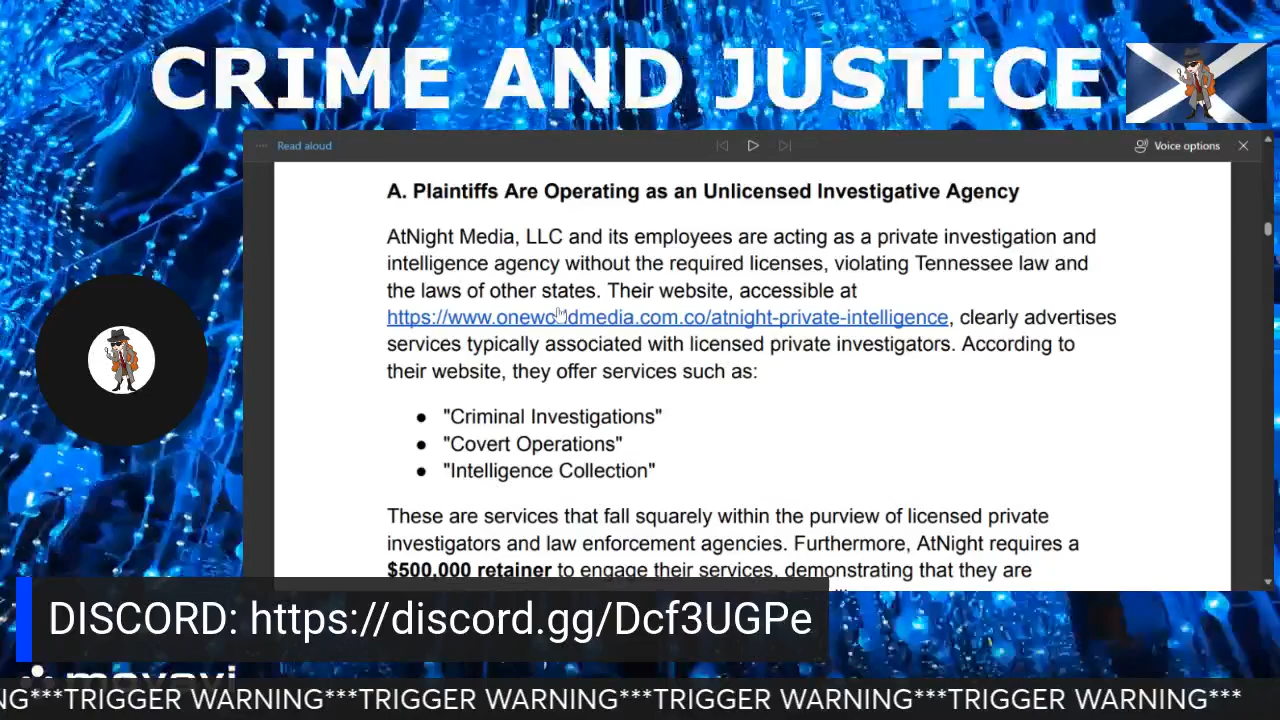 CRIME AND JUSTICE
Read aloud
Voice options
A. Plaintiffs Are Operating as an Unlicensed Investigative Agency
AtNight Media, LLC and its employees are acting as a private investigation and
intelligence agency without the required licenses, violating Tennessee law and
the laws of other states. Their website, accessible at
https://www.oneworldmedia.com.co/atnight-private-intelligence, clearly advertises
services typically associated with licensed private investigators. According to
their website, they offer services such as:
● "Criminal Investigations"
● "Covert Operations"
● "Intelligence Collection"
These are services that fall squarely within the purview of licensed private
investigators and law enforcement agencies. Furthermore, AtNight requires a
$500,000 retainer to engage their services, demonstrating that they are
DISCORD: https://discord.gg/Dcf3UGPe
movavi
NG***TRIGGER WARNING***TRIGGER WARNING***TRIGGER WARNING***TRIGGER WARNING***